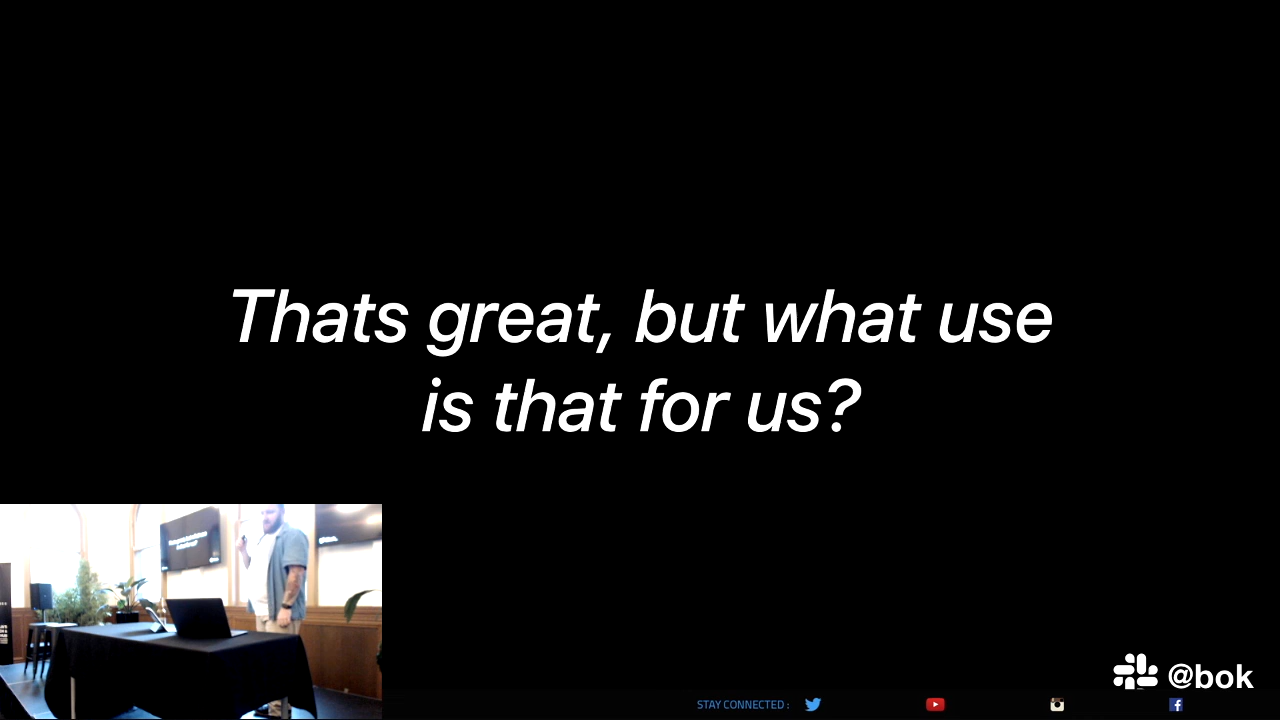 Thats great, but what use
is that for us?
@bok
STAY CONNECTED :